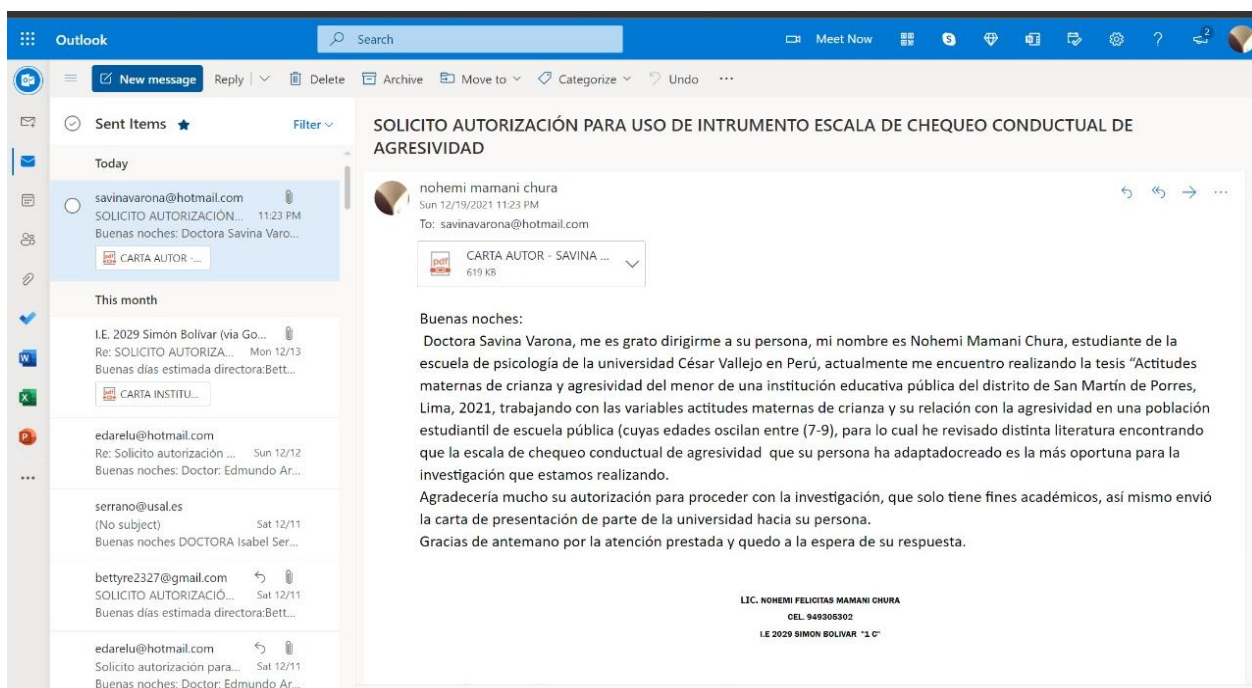 Outlook
Search
Meet Now
2
New message
Reply
Delete
Archive
Move to
Categorize
Undo
Sent Items
Filter
Today
savinavarona@hotmail.com
SOLICITO AUTORIZACIÓN... 11:23 PM
Buenas noches: Doctora Savina Varo...
CARTA AUTOR -...
This month
I.E. 2029 Simón Bolívar (via Go...
Re: SOLICITO AUTORIZA... Mon 12/13
Buenas días estimada directora:Bett...
CARTA INSTITU...
edarelu@hotmail.com
Re: Solicito autorización ... Sun 12/12
Buenas noches: Doctor: Edmundo Ar...
serrano@usal.es
(No subject) Sat 12/11
Buenas noches DOCTORA Isabel Ser...
bettyre2327@gmail.com
SOLICITO AUTORIZACIÓ... Sat 12/11
Buenas días estimada directora:Bett...
edarelu@hotmail.com
Solicito autorización para... Sat 12/11
Buenas noches: Doctor: Edmundo Ar...
SOLICITO AUTORIZACIÓN PARA USO DE INTRUMENTO ESCALA DE CHEQUEO CONDUCTUAL DE
AGRESIVIDAD
nohemi mamani chura
Sun 12/19/2021 11:23 PM
To: savinavarona@hotmail.com
CARTA AUTOR - SAVINA ...
619 KB
Buenas noches:
Doctora Savina Varona, me es grato dirigirme a su persona, mi nombre es Nohemi Mamani Chura, estudiante de la
escuela de psicología de la universidad César Vallejo en Perú, actualmente me encuentro realizando la tesis “Actitudes
maternas de crianza y agresividad del menor de una institución educativa pública del distrito de San Martín de Porres,
Lima, 2021, trabajando con las variables actitudes maternas de crianza y su relación con la agresividad en una población
estudiantil de escuela pública (cuyas edades oscilan entre (7-9), para lo cual he revisado distinta literatura encontrando
que la escala de chequeo conductual de agresividad que su persona ha adaptadocreado es la más oportuna para la
investigación que estamos realizando.
Agradecería mucho su autorización para proceder con la investigación, que solo tiene fines académicos, así mismo envió
la carta de presentación de parte de la universidad hacia su persona.
Gracias de antemano por la atención prestada y quedo a la espera de su respuesta.
LIC. NOHEMI FELICITAS MAMANI CHURA
CEL. 949305302
I.E 2029 SIMON BOLIVAR "1 C"